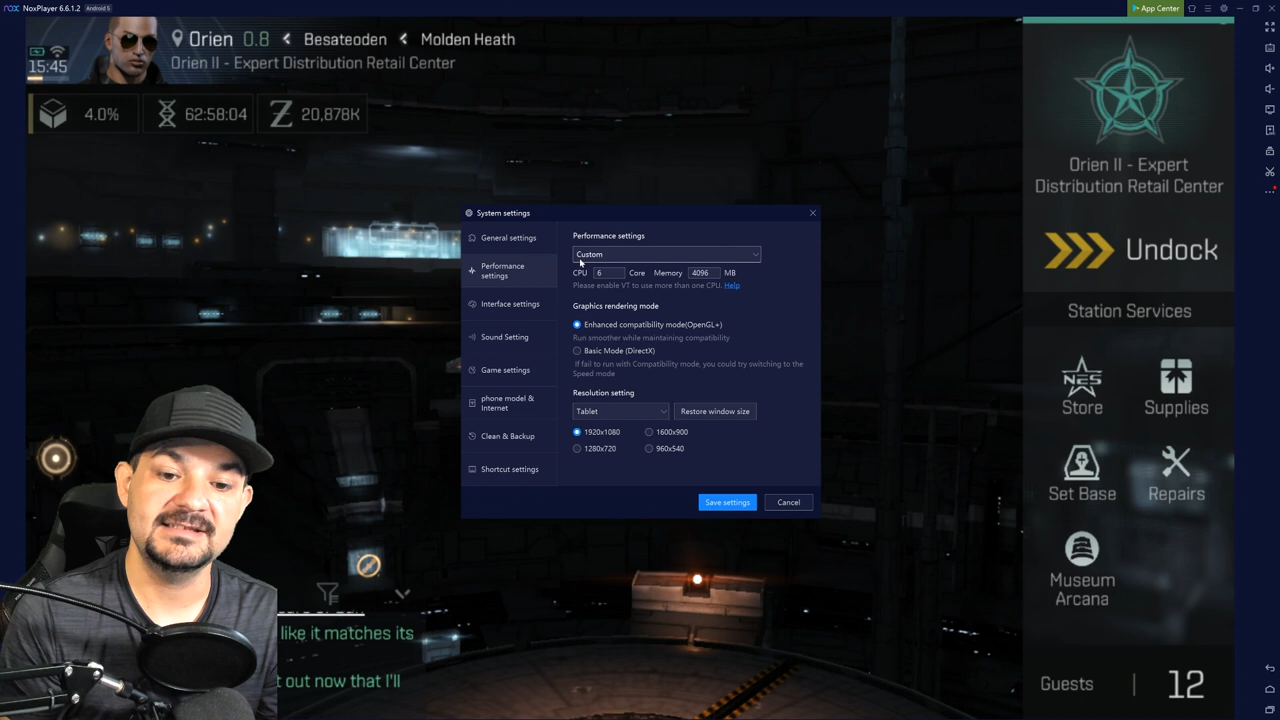 nox NoxPlayer 6.6.1.2 Android 5
App Center
Orien 0.8 < Besateoden < Molden Heath
Orien II - Expert Distribution Retail Center
15:45
4.0%
62:58:04
20,878K
System settings
General settings
Performance settings
Interface settings
Sound Setting
Game settings
phone model & Internet
Clean & Backup
Shortcut settings
Performance settings
Custom
CPU 6 Core Memory 4096 MB
Please enable VT to use more than one CPU. Help
Graphics rendering mode
Enhanced compatibility mode(OpenGL+)
Run smoother while maintaining compatibility
Basic Mode (DirectX)
If fail to run with Compatibility mode, you could try switching to the
Speed mode
Resolution setting
Tablet
Restore window size
1920x1080 1600x900
1280x720 960x540
Save settings Cancel
Orien II - Expert
Distribution Retail Center
Undock
Station Services
NES
Store Supplies
Set Base Repairs
Museum
Arcana
Guests | 12
like it matches its
t out now that I'll